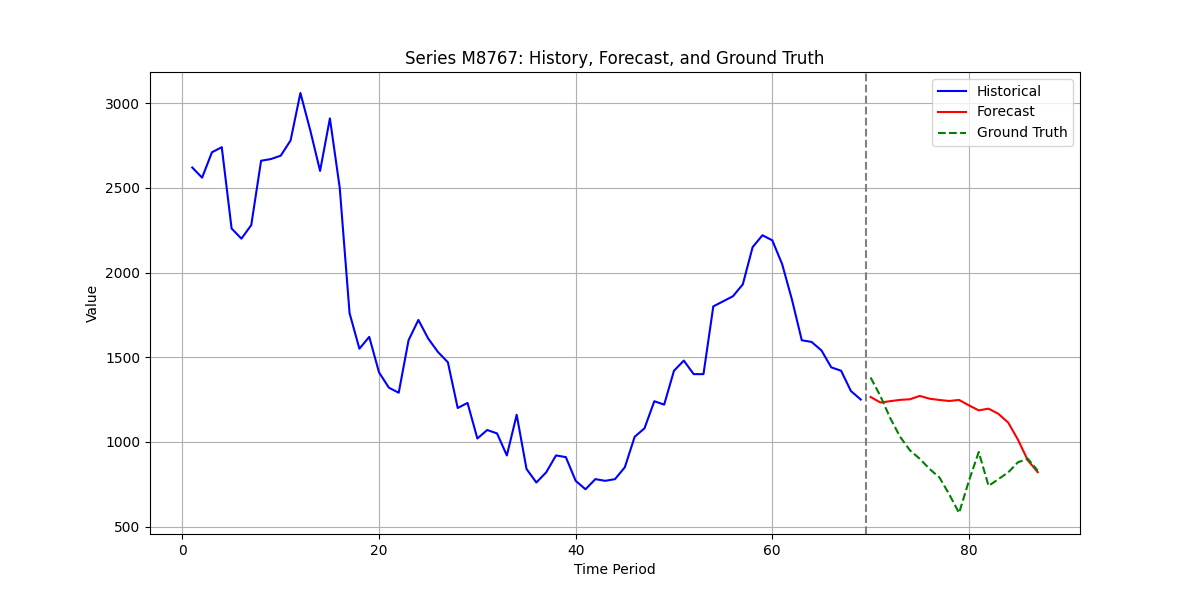 Series M8767: History, Forecast, and Ground Truth
Historical
Forecast
Ground Truth
Value
3000
2500
2000
1500
1000
500
0
20
40
60
80
Time Period